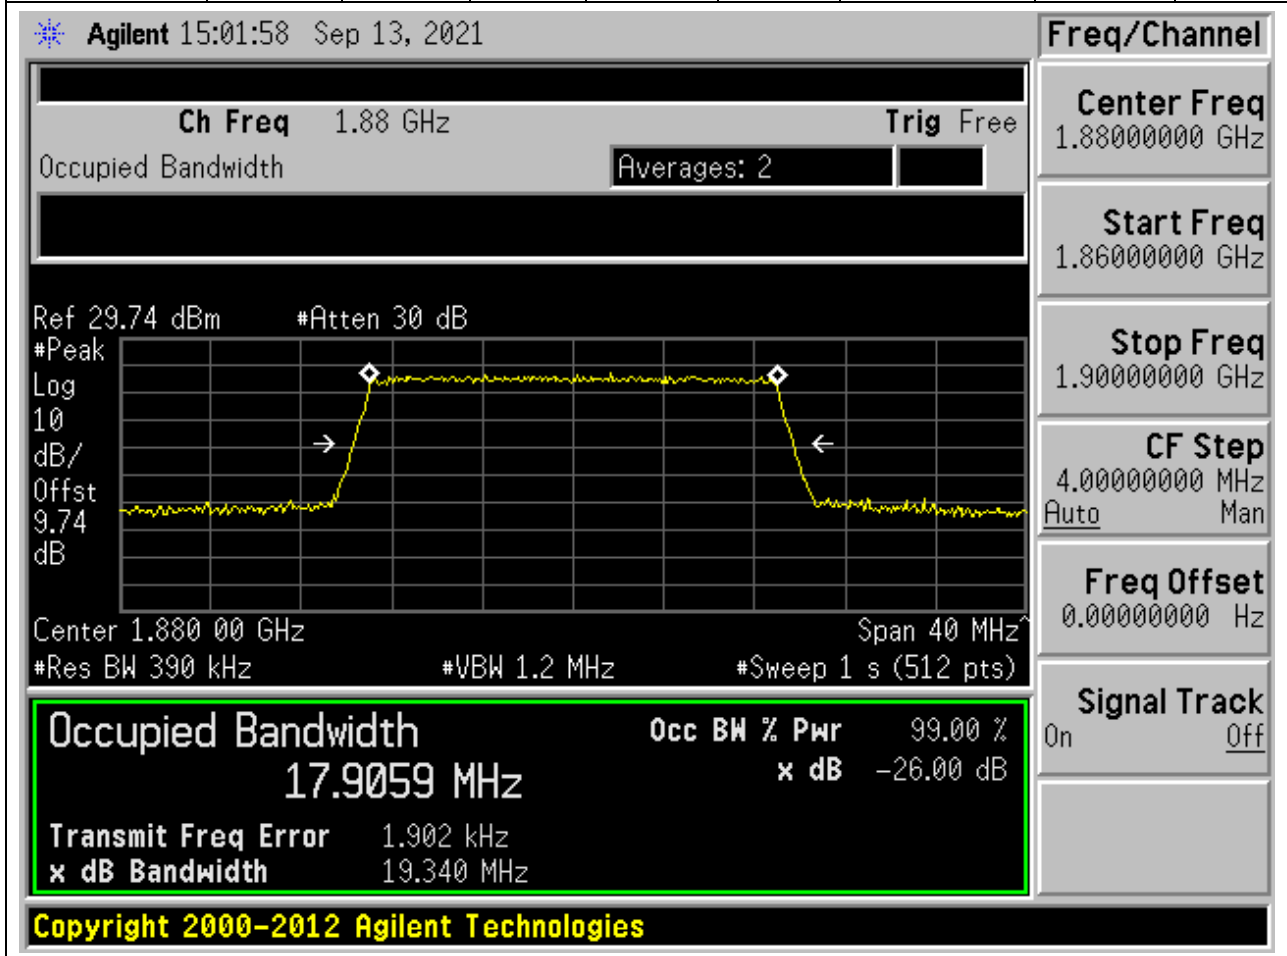 Agilent 15:01:58 Sep 13, 2021
Freq/Channel
Ch Freq 1.88 GHz Trig Free
Occupied Bandwidth Averages: 2
Center Freq
1.88000000 GHz
Start Freq
1.86000000 GHz
Stop Freq
1.90000000 GHz
CF Step
4.00000000 MHz
Auto Man
Freq Offset
0.00000000 Hz
Signal Track
On Off
Ref 29.74 dBm #Atten 30 dB
#Peak
Log
10
dB/
Offst
9.74
dB
Center 1.880 00 GHz Span 40 MHz^
#Res BW 390 kHz #VBW 1.2 MHz #Sweep 1 s (512 pts)
Occupied Bandwidth
17.9059 MHz
Occ BW % Pwr 99.00 %
x dB -26.00 dB
Transmit Freq Error 1.902 kHz
x dB Bandwidth 19.340 MHz
Copyright 2000-2012 Agilent Technologies